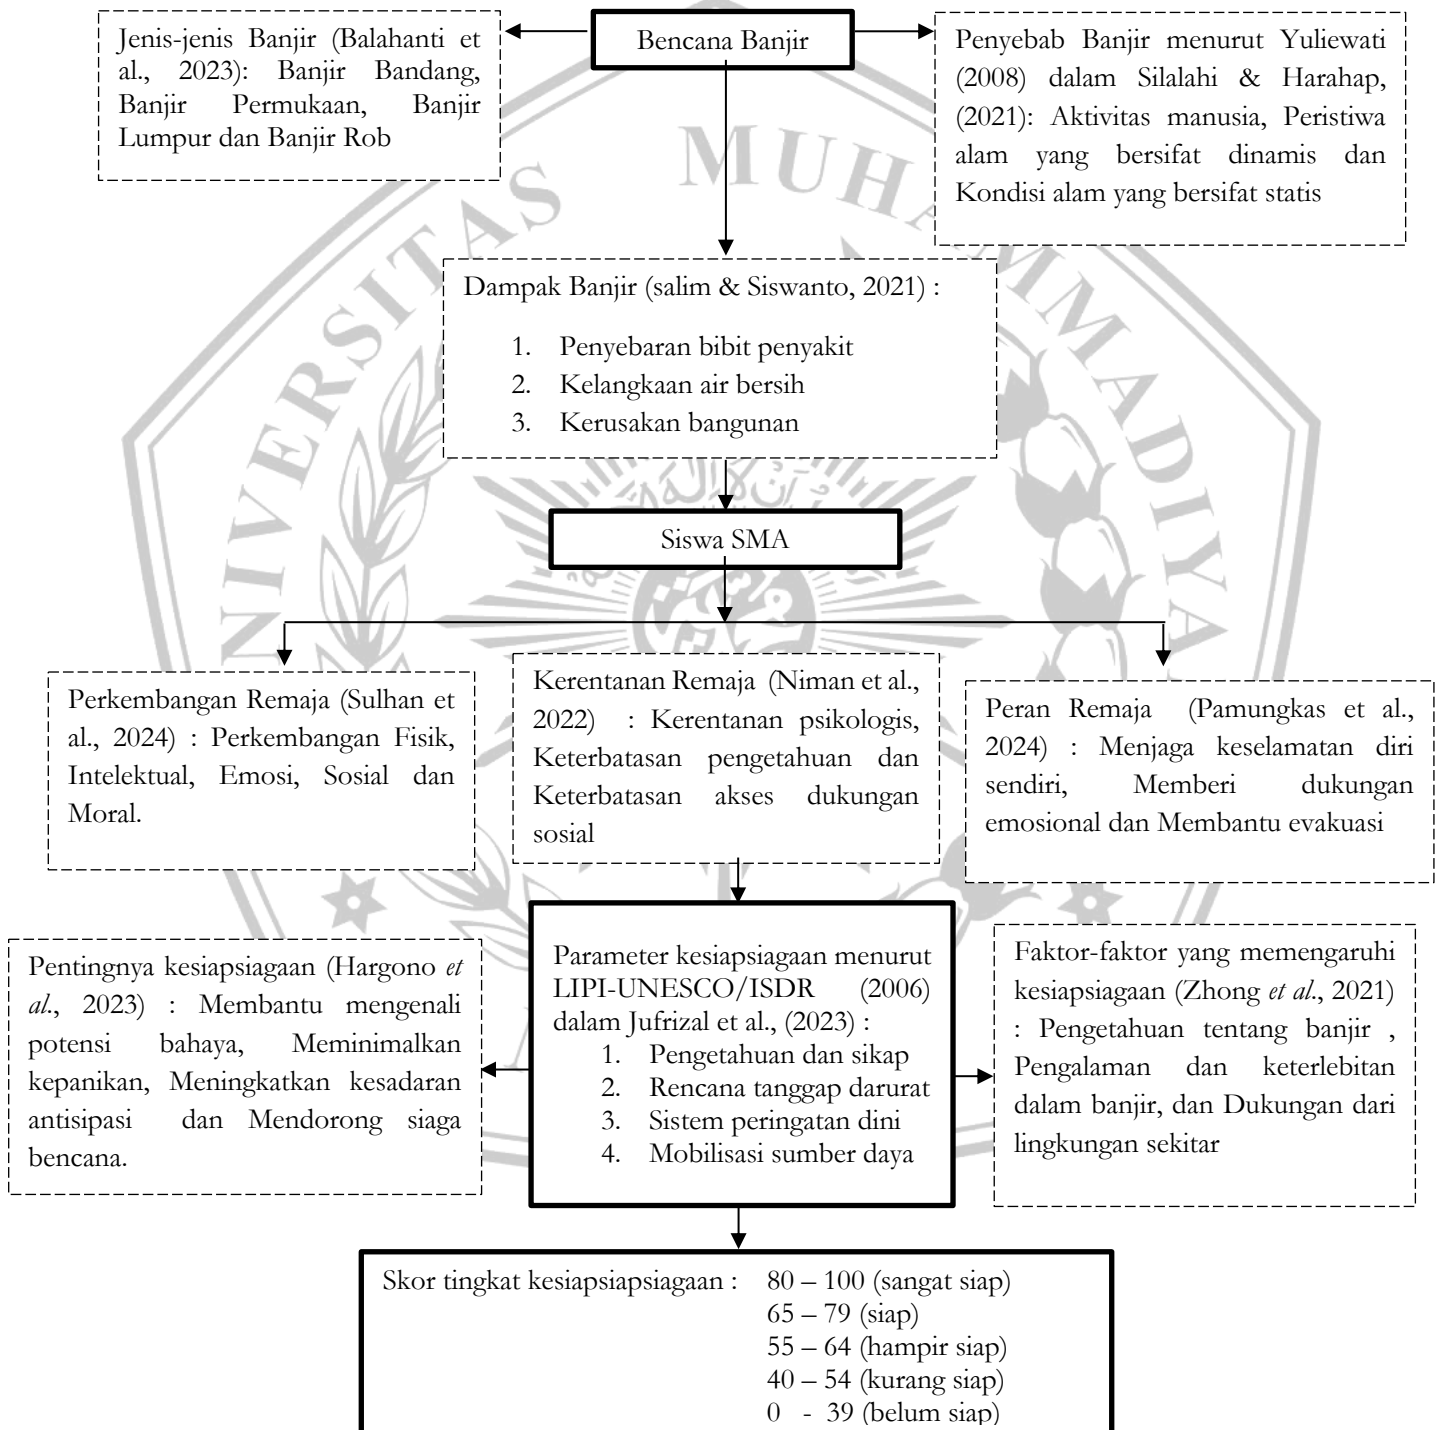 Jenis-jenis Banjir (Balahanti et
al., 2023): Banjir Bandang,
Banjir Permukaan, Banjir
Lumpur dan Banjir Rob
Bencana Banjir
Penyebab Banjir menurut Yuliewati
(2008) dalam Silalahi & Harahap,
(2021): Aktivitas manusia, Peristiwa
alam yang bersifat dinamis dan
Kondisi alam yang bersifat statis
UNIVERSITAS MUHAMMADIYAH
Dampak Banjir (salim & Siswanto, 2021) :
1. Penyebaran bibit penyakit
2. Kelangkaan air bersih
3. Kerusakan bangunan
Siswa SMA
Perkembangan Remaja (Sulhan et
al., 2024) : Perkembangan Fisik,
Intelektual, Emosi, Sosial dan
Moral.
Kerentanan Remaja (Niman et al.,
2022) : Kerentanan psikologis,
Keterbatasan pengetahuan dan
Keterbatasan akses dukungan
sosial
Peran Remaja (Pamungkas et al.,
2024) : Menjaga keselamatan diri
sendiri, Memberi dukungan
emosional dan Membantu evakuasi
Pentingnya kesiapsiagaan (Hargono et
al., 2023) : Membantu mengenali
potensi bahaya, Meminimalkan
kepanikan, Meningkatkan kesadaran
antisipasi dan Mendorong siaga
bencana.
Parameter kesiapsiagaan menurut
LIPI-UNESCO/ISDR (2006)
dalam Jufrizal et al., (2023) :
1. Pengetahuan dan sikap
2. Rencana tanggap darurat
3. Sistem peringatan dini
4. Mobilisasi sumber daya
Faktor-faktor yang memengaruhi
kesiapsiagaan (Zhong et al., 2021)
: Pengetahuan tentang banjir ,
Pengalaman dan keterlebitan
dalam banjir, dan Dukungan dari
lingkungan sekitar
Skor tingkat kesiapsiapsiagaan : 80 – 100 (sangat siap)
65 – 79 (siap)
55 – 64 (hampir siap)
40 – 54 (kurang siap)
0 - 39 (belum siap)